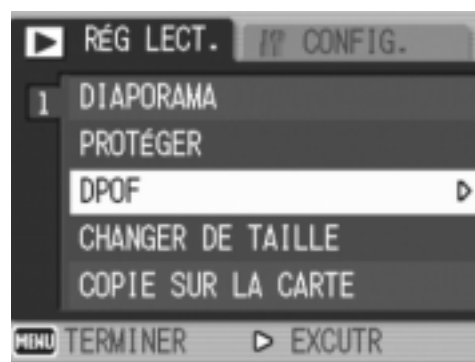 RÉG LECT. CONFIG.
1 DIAPORAMA
PROTÉGER
DPOF
CHANGER DE TAILLE
COPIE SUR LA CARTE
MENU TERMINER EXCUTR